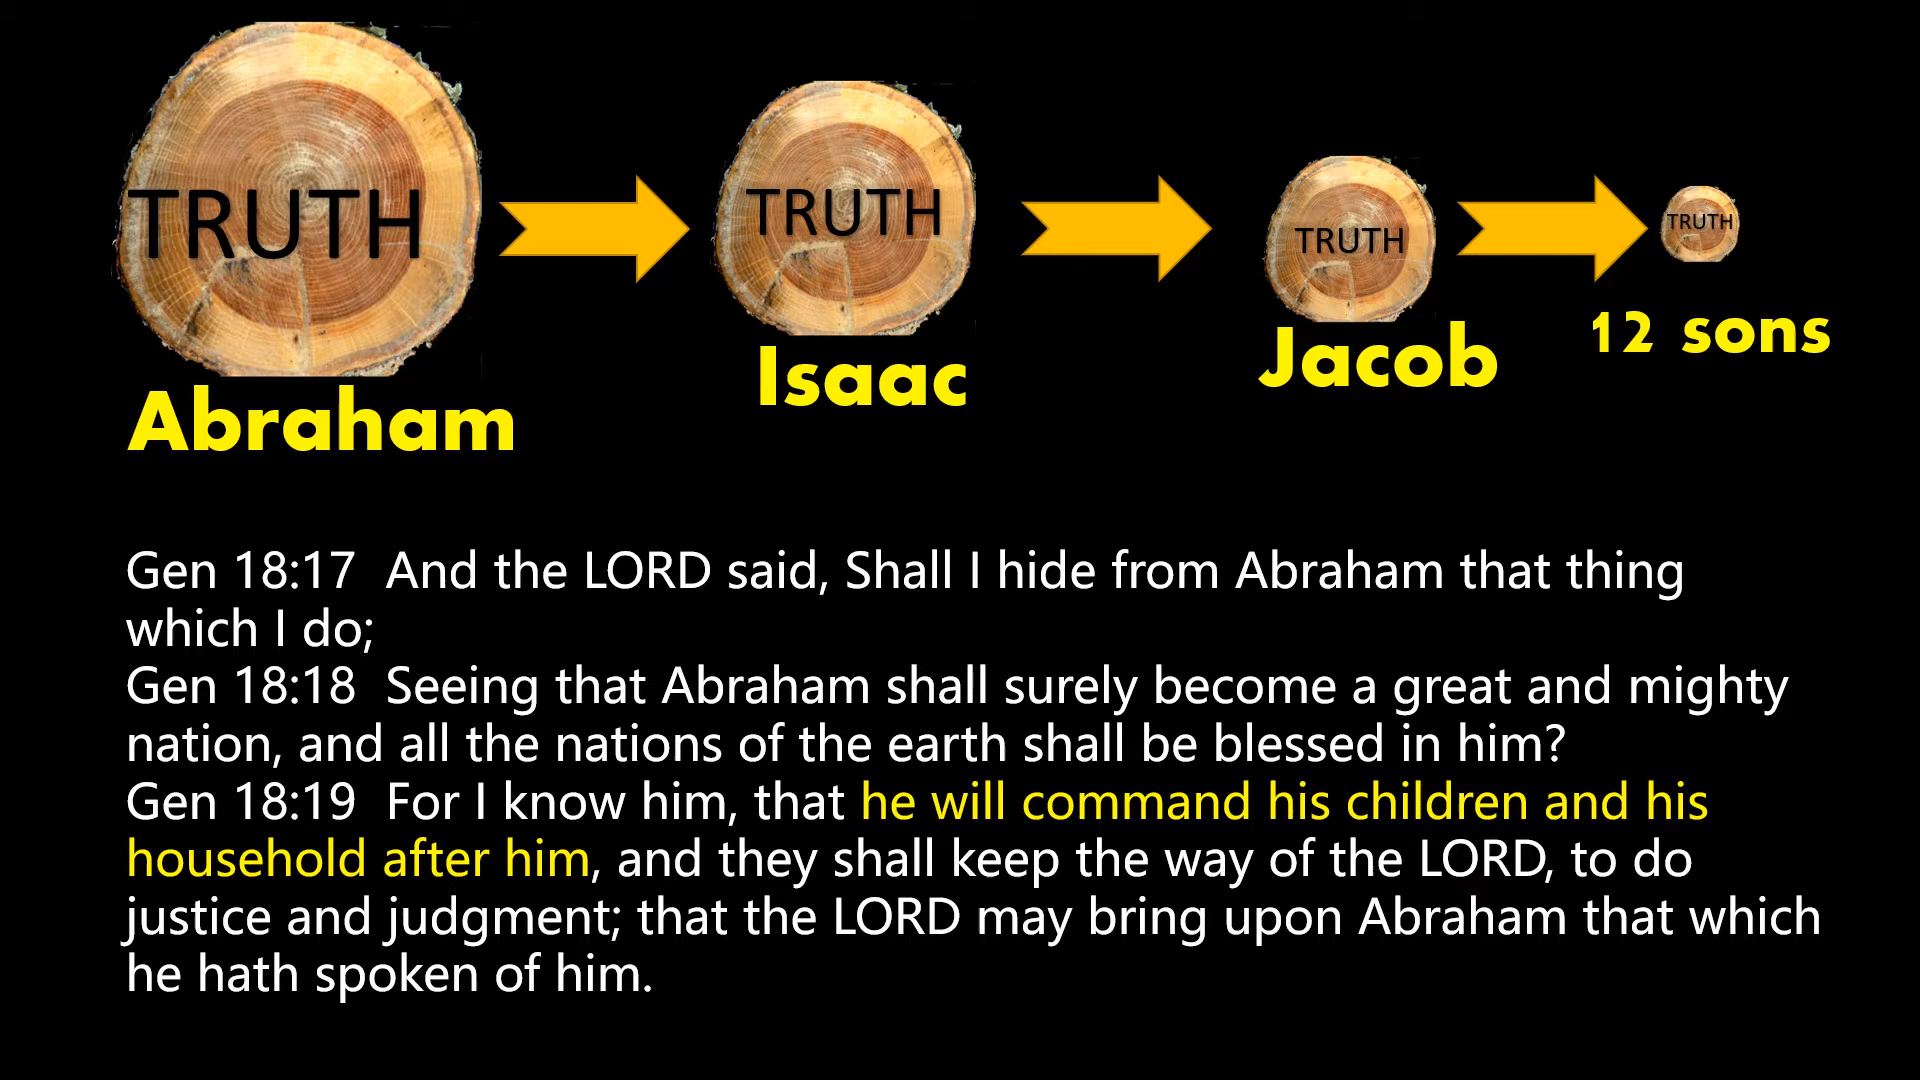 TRUTH
TRUTH
TRUTH
TRUTH
Abraham
Isaac
Jacob
12 sons
Gen 18:17  And the LORD said, Shall I hide from Abraham that thing
which I do;
Gen 18:18  Seeing that Abraham shall surely become a great and mighty
nation, and all the nations of the earth shall be blessed in him?
Gen 18:19  For I know him, that he will command his children and his
household after him, and they shall keep the way of the LORD, to do
justice and judgment; that the LORD may bring upon Abraham that which
he hath spoken of him.